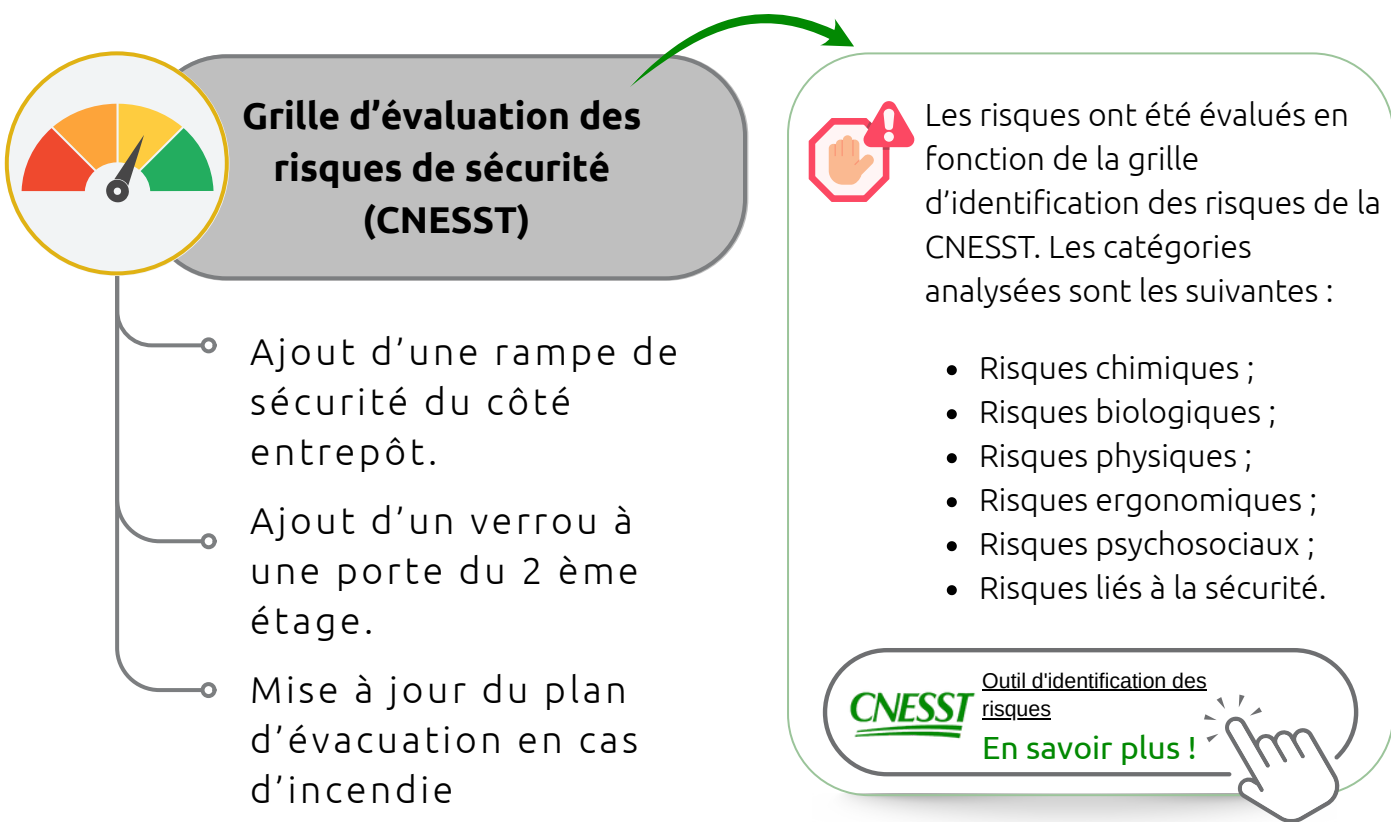 Grille d’évaluation des
risques de sécurité
(CNESST)
Ajout d’une rampe de
sécurité du côté
entrepôt.
Ajout d’un verrou à
une porte du 2 ème
étage.
Mise à jour du plan
d’évacuation en cas
d’incendie
Les risques ont été évalués en
fonction de la grille
d’identification des risques de la
CNESST. Les catégories
analysées sont les suivantes :
• Risques chimiques ;
• Risques biologiques ;
• Risques physiques ;
• Risques ergonomiques ;
• Risques psychosociaux ;
• Risques liés à la sécurité.
CNESST
Outil d'identification des
risques
En savoir plus !